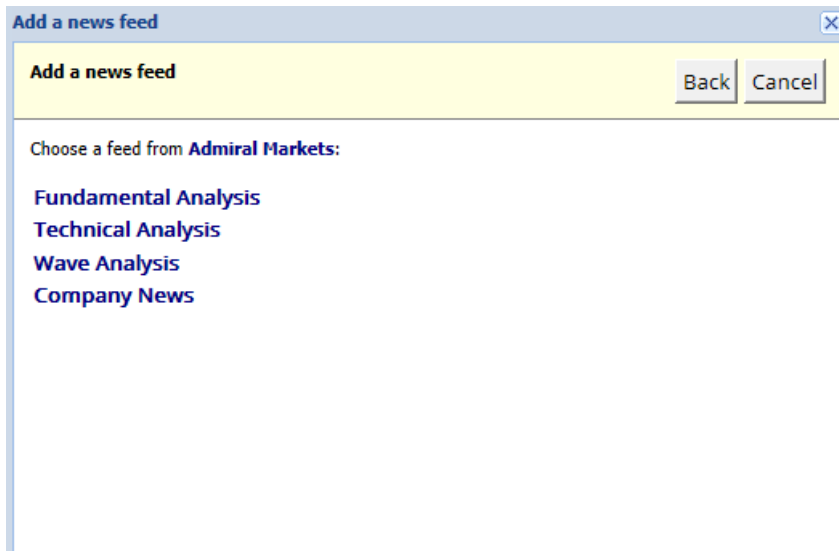 Add a news feed
Add a news feed
Back Cancel
Choose a feed from Admiral Markets:
Fundamental Analysis
Technical Analysis
Wave Analysis
Company News